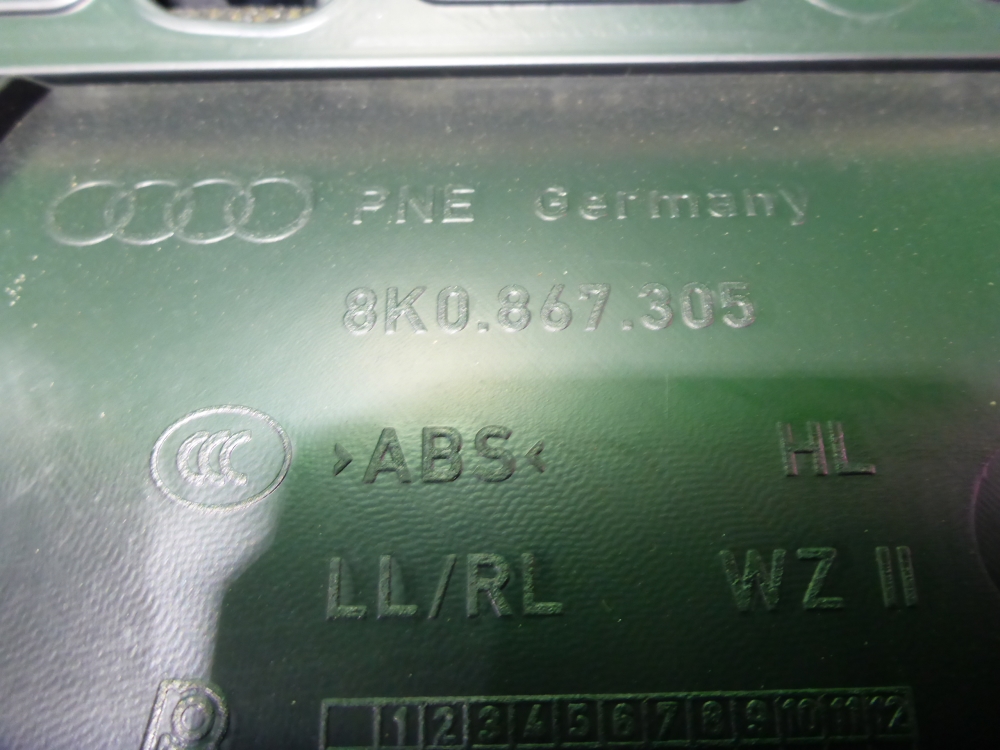 PNE Germany
8K0.867.305
CCC >ABS< HL
LL/RL WZ II
1 2 3 4 5 6 7 8 9 10 11 12